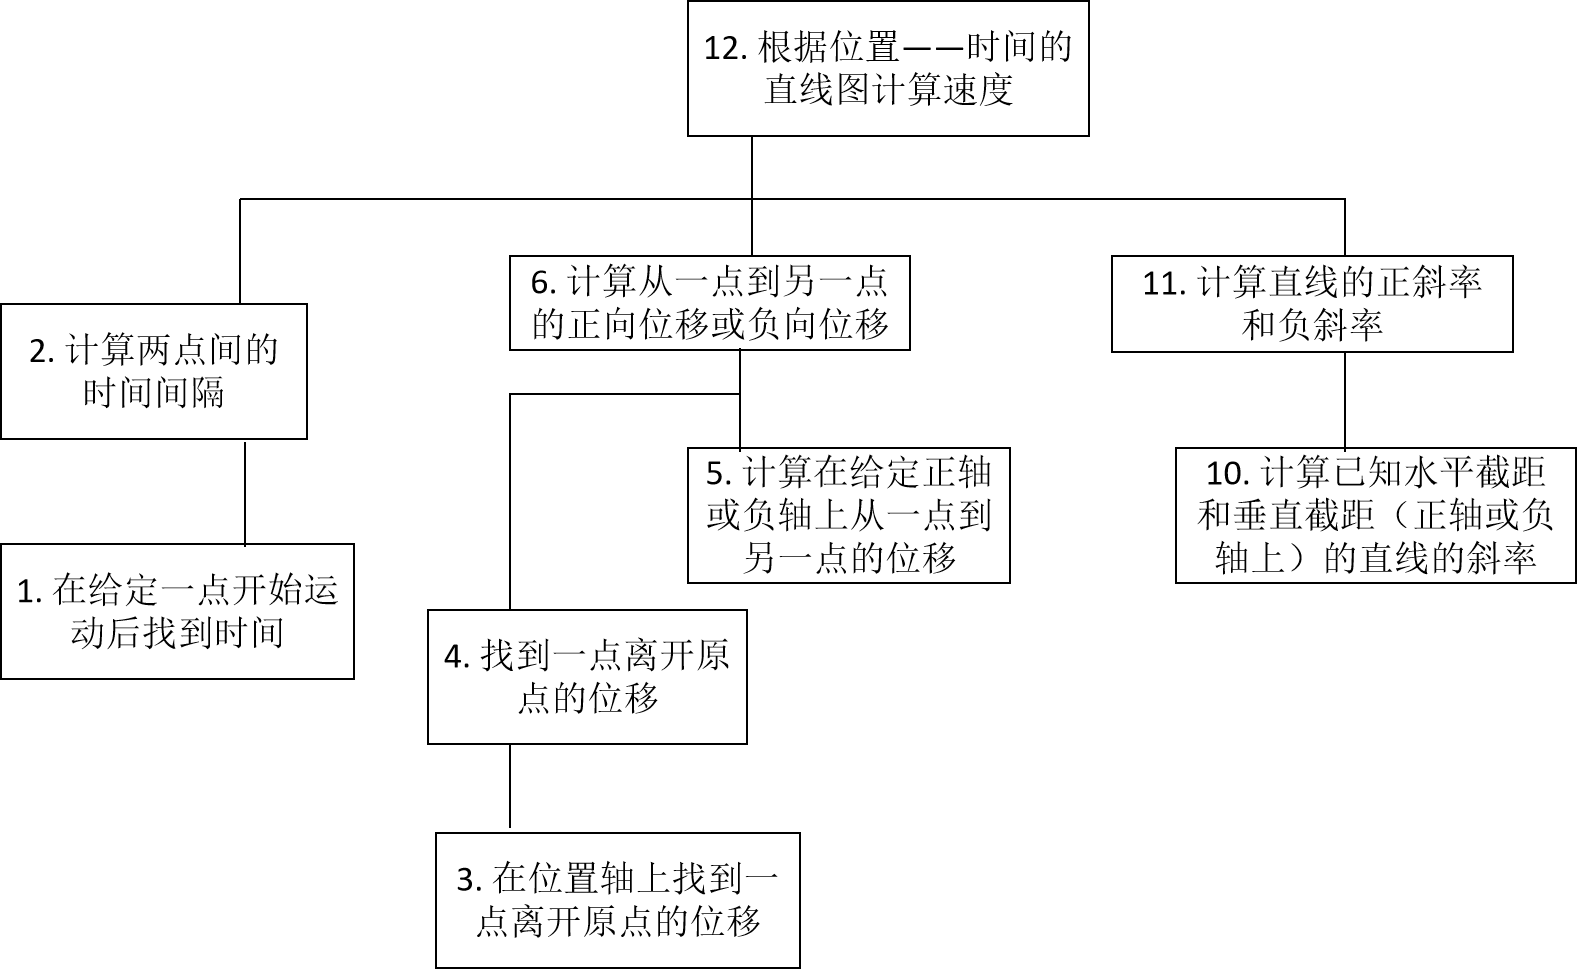 12. 根据位置——时间的
直线图计算速度
6. 计算从一点到另一点
的正向位移或负向位移
11. 计算直线的正斜率
和负斜率
2. 计算两点间的
时间间隔
5. 计算在给定正轴
或负轴上从一点到
另一点的位移
10. 计算已知水平截距
和垂直截距（正轴或负
轴上）的直线的斜率
1. 在给定一点开始运
动后找到时间
4. 找到一点离开原
点的位移
3. 在位置轴上找到一
点离开原点的位移